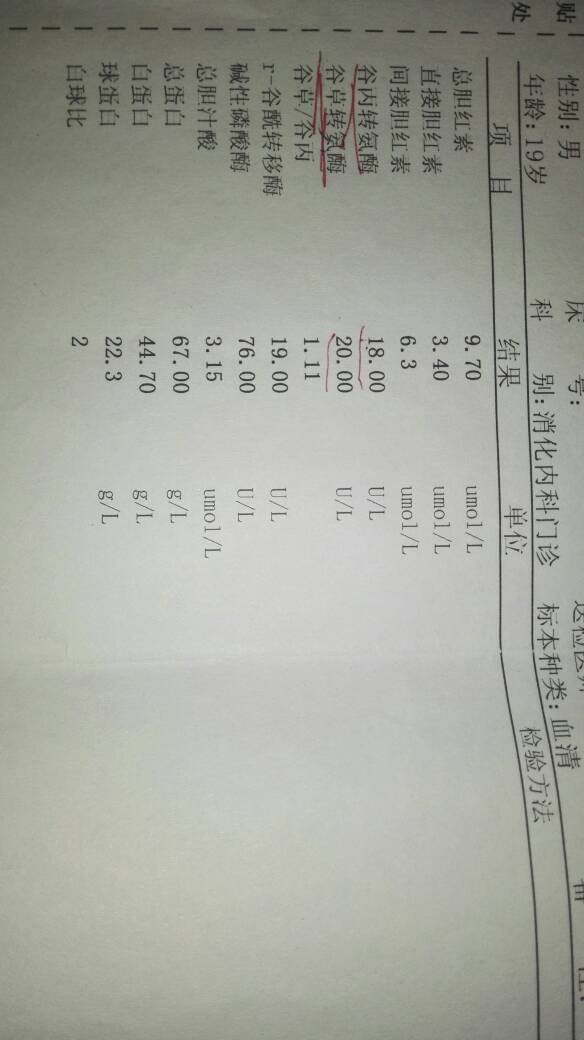 贴
处
性别: 男 床 号:
年龄: 19岁 科 别: 消化内科门诊 标本种类: 血清
项 目 结果 单位 检验方法
总胆红素 9.70 umol/L
直接胆红素 3.40 umol/L
间接胆红素 6.3 umol/L
谷丙转氨酶 18.00 U/L
谷草转氨酶 20.00 U/L
谷草/谷丙 1.11
r-谷酰转移酶 19.00 U/L
碱性磷酸酶 76.00 U/L
总胆汁酸 3.15 umol/L
总蛋白 67.00 g/L
白蛋白 44.70 g/L
球蛋白 22.3 g/L
白球比 2